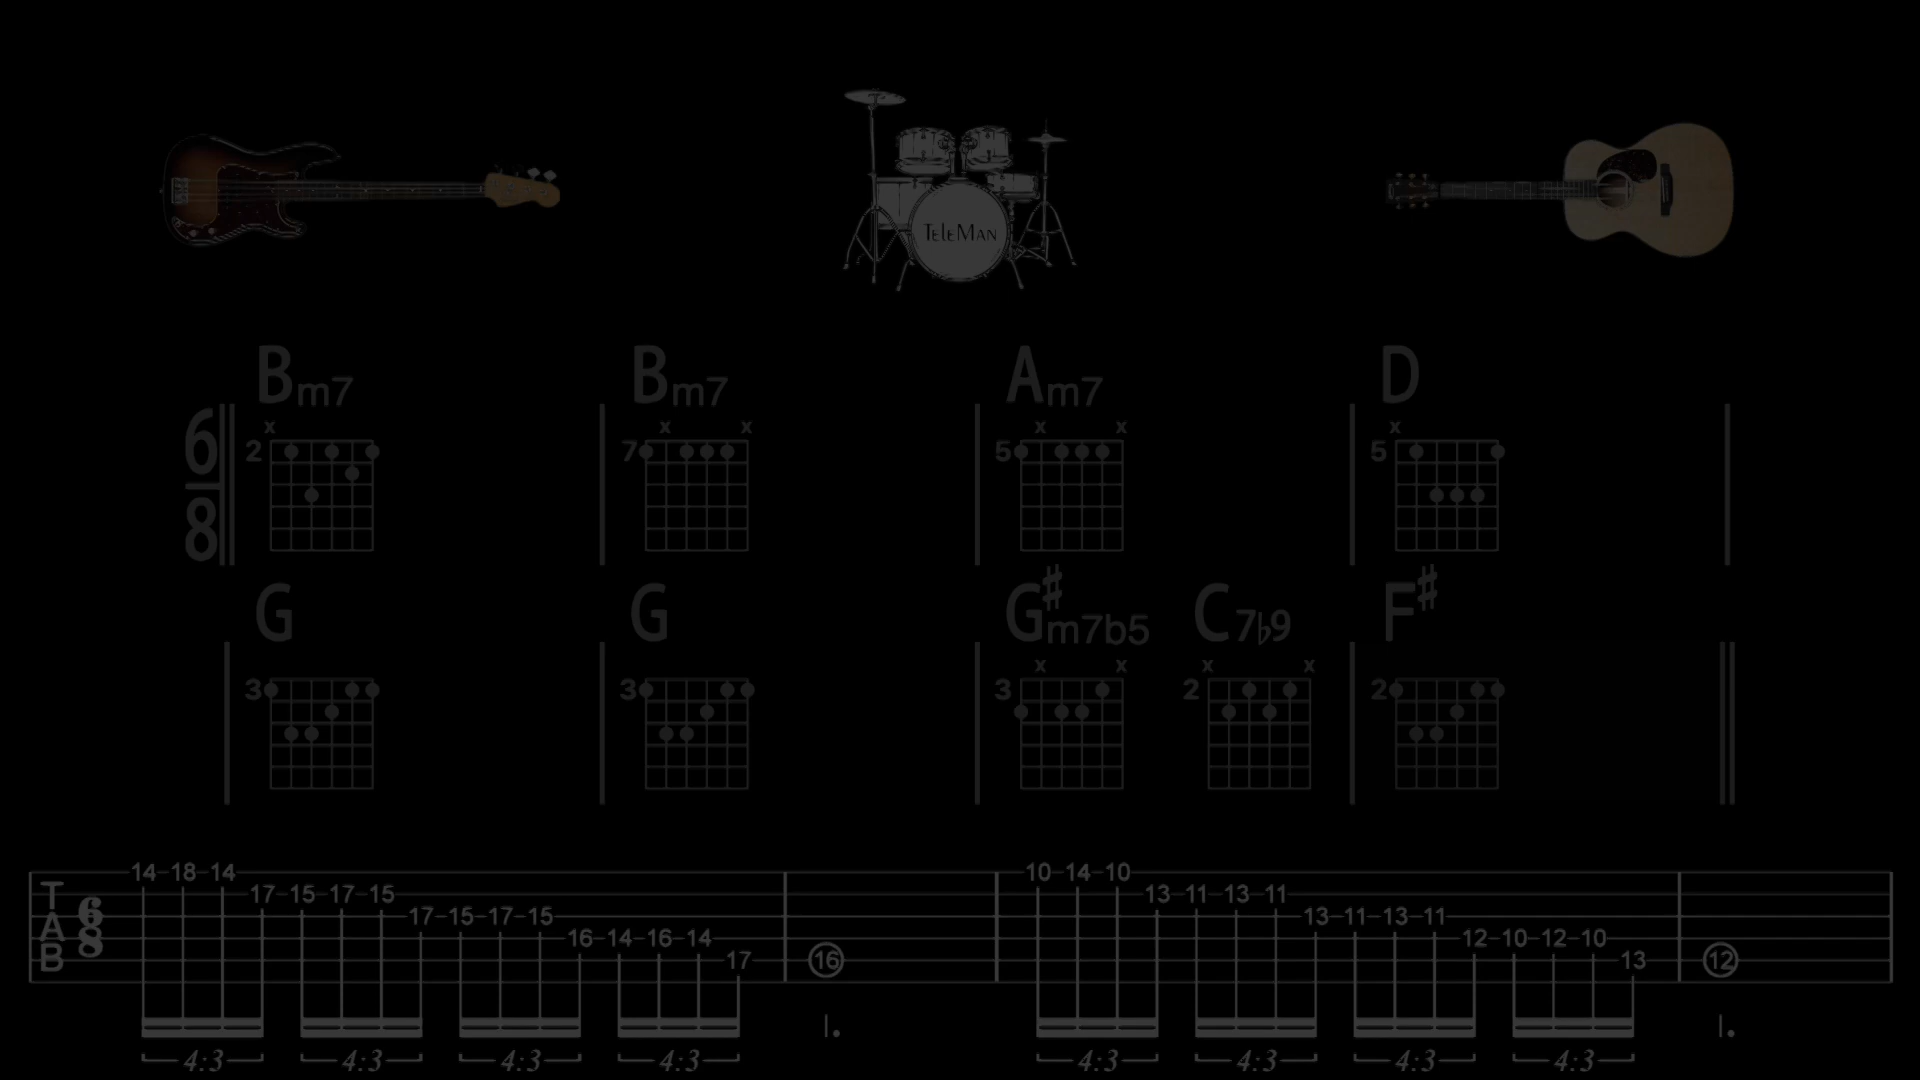 TELEMAN
Bm7 Bm7 Am7 D
6 x x x x x x x
8 2 7 5 5
G G G♯m7b5 C7♭9 F♯
x x x x
3 3 3 2 2
14 18 14 10 14 10
T 6 17 15 17 15 13 11 13 11
A 8 17 15 17 15 13 11 13 11
16 14 16 14 12 10 12 10
B 17 16 13 12
4:3 4:3 4:3 4:3 4:3 4:3 4:3 4:3